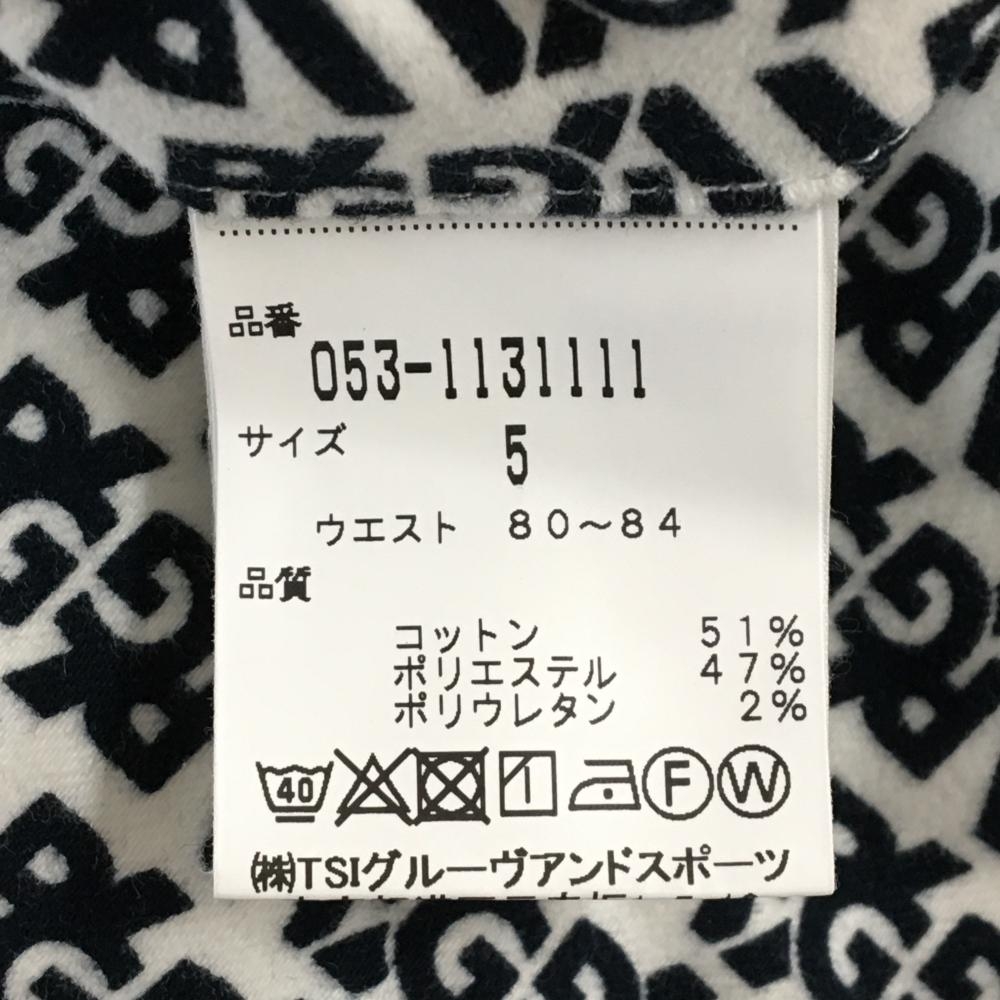 品番
053-1131111
サイズ 5
ウエスト 80～84
品質
コットン 51%
ポリエステル 47%
ポリウレタン 2%
40 F W
㈱TSIグルーヴアンドスポーツ